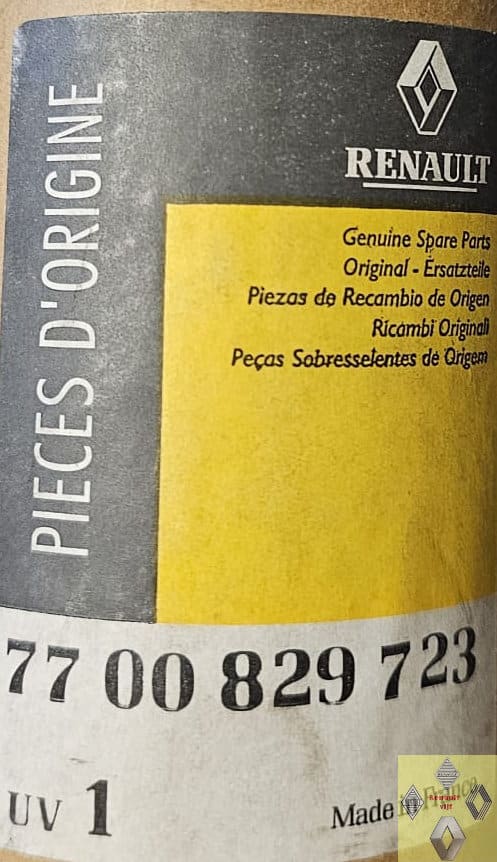 PIECES D'ORIGINE
RENAULT
Genuine Spare Parts
Original - Ersatzteile
Piezas de Recambio de Origen
Ricambi Originali
Peças Sobresselentes de Origem
77 00 829 723
UV 1
Made in France